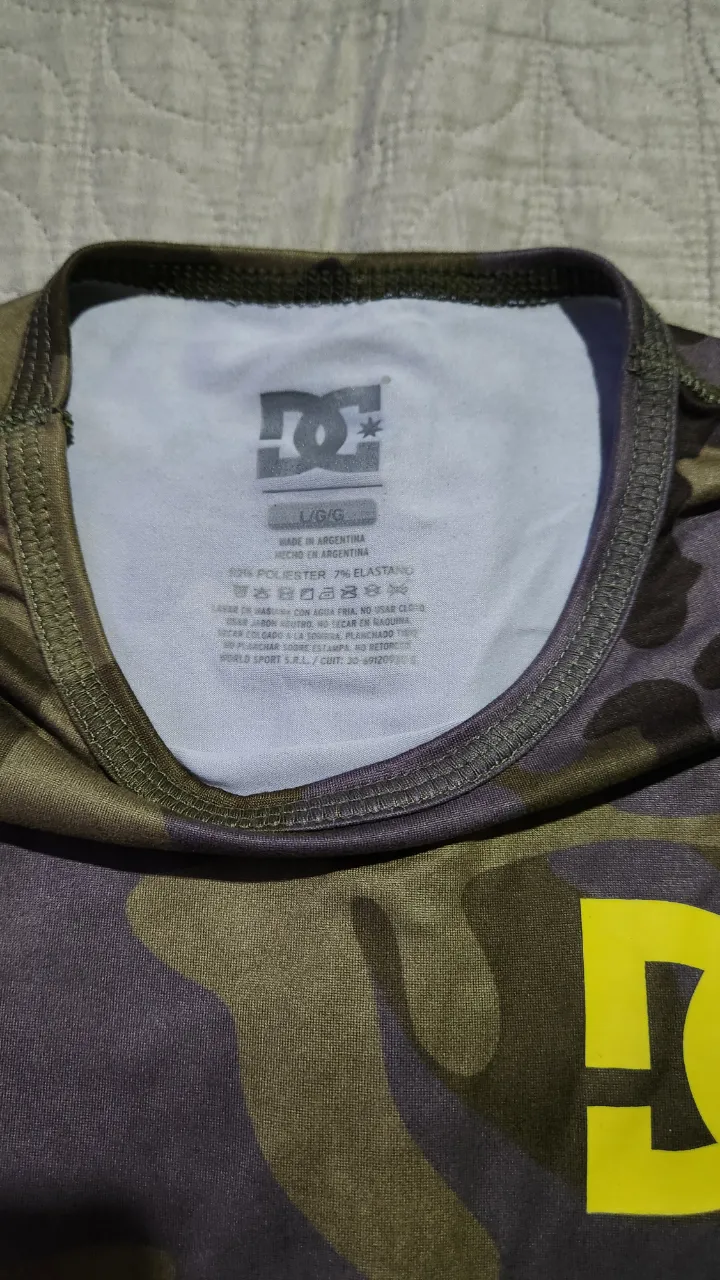 DC
L/G/G
MADE IN ARGENTINA
HECHO EN ARGENTINA
POLIESTER 7% ELASTANO
LAVAR EN MAQUINA CON AGUA FRIA, NO USAR CLORO,
USAR JABON NEUTRO, NO SECAR EN MAQUINA,
SECAR COLGADO A LA SOMBRA, PLANCHADO TIBIO
NO PLANCHAR SOBRE ESTAMPA, NO RETORCER
WORLD SPORT S.R.L. / CUIT:
D